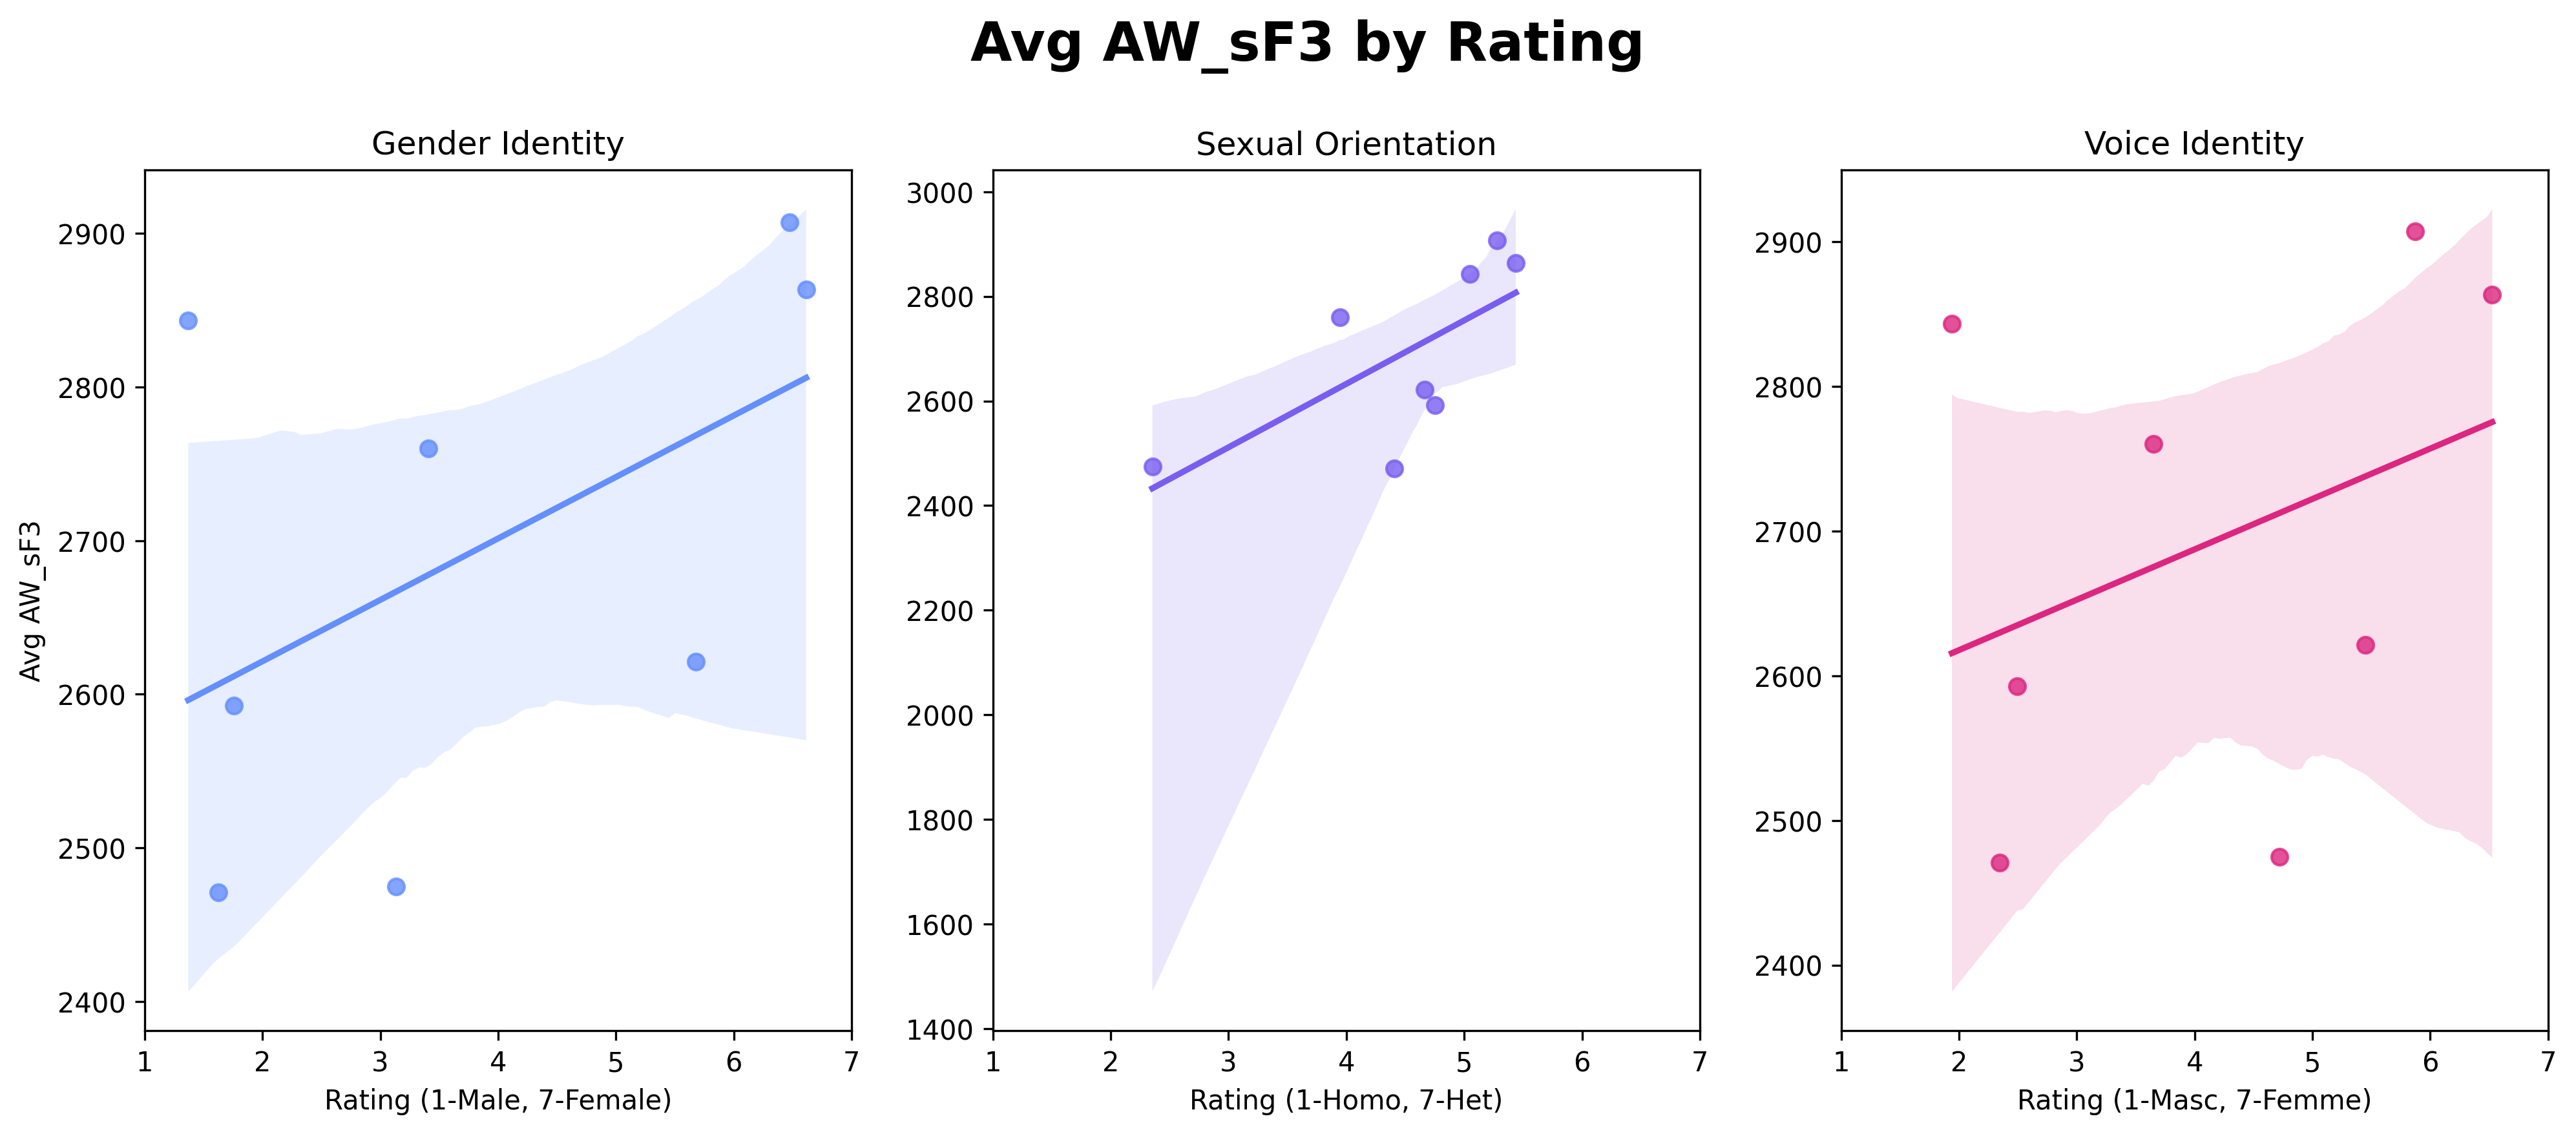 Avg AW_sF3 by Rating
Gender Identity
Avg AW_sF3
2900
2800
2700
2600
2500
2400
1 2 3 4 5 6 7
Rating (1-Male, 7-Female)
Sexual Orientation
3000
2800
2600
2400
2200
2000
1800
1600
1400
1 2 3 4 5 6 7
Rating (1-Homo, 7-Het)
Voice Identity
2900
2800
2700
2600
2500
2400
1 2 3 4 5 6 7
Rating (1-Masc, 7-Femme)